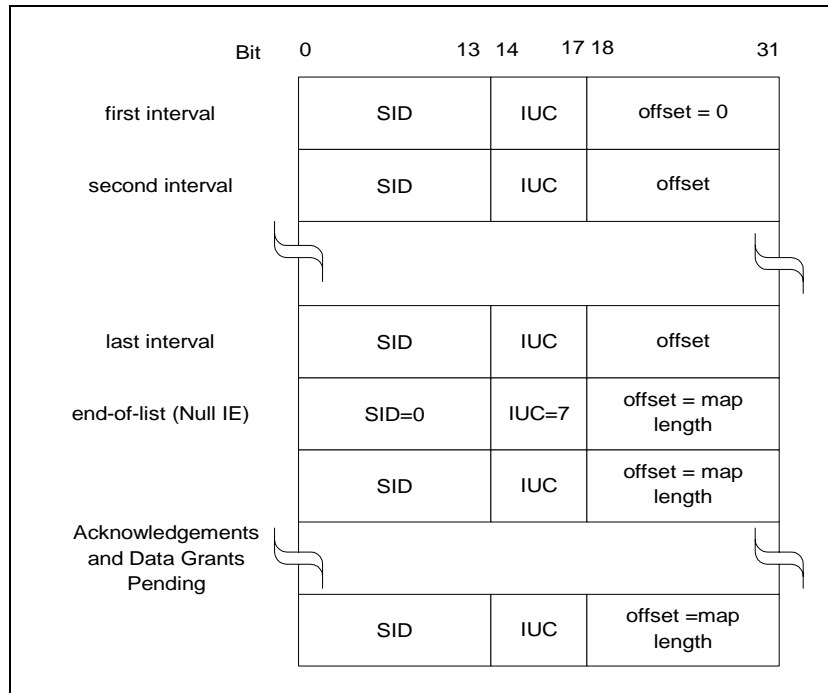 Bit 0 13 14 17 18 31
first interval SID IUC offset = 0
second interval SID IUC offset
last interval SID IUC offset
end-of-list (Null IE) SID=0 IUC=7 offset = map
length
SID IUC offset = map
length
Acknowledgements
and Data Grants
Pending
SID IUC offset =map
length